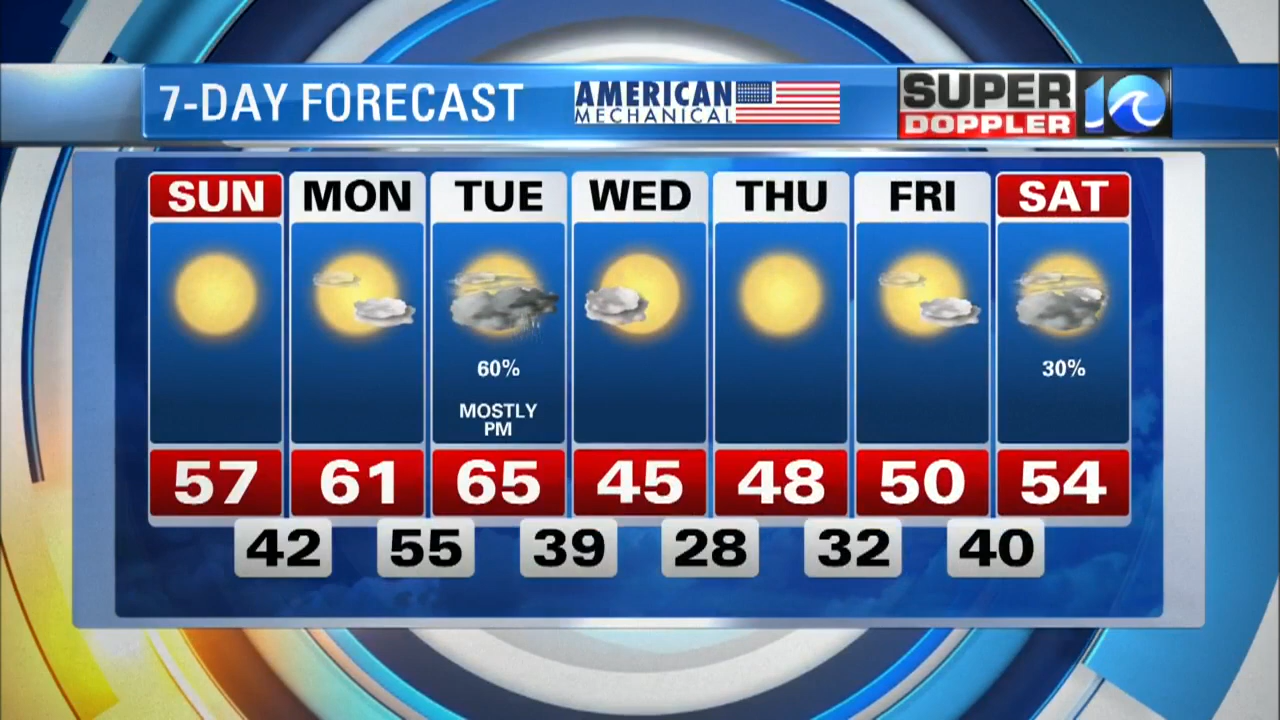 7-DAY FORECAST
AMERICAN
MECHANICAL
SUPER
DOPPLER
10
SUN MON TUE WED THU FRI SAT
60% 30%
MOSTLY
PM
57 61 65 45 48 50 54
42 55 39 28 32 40